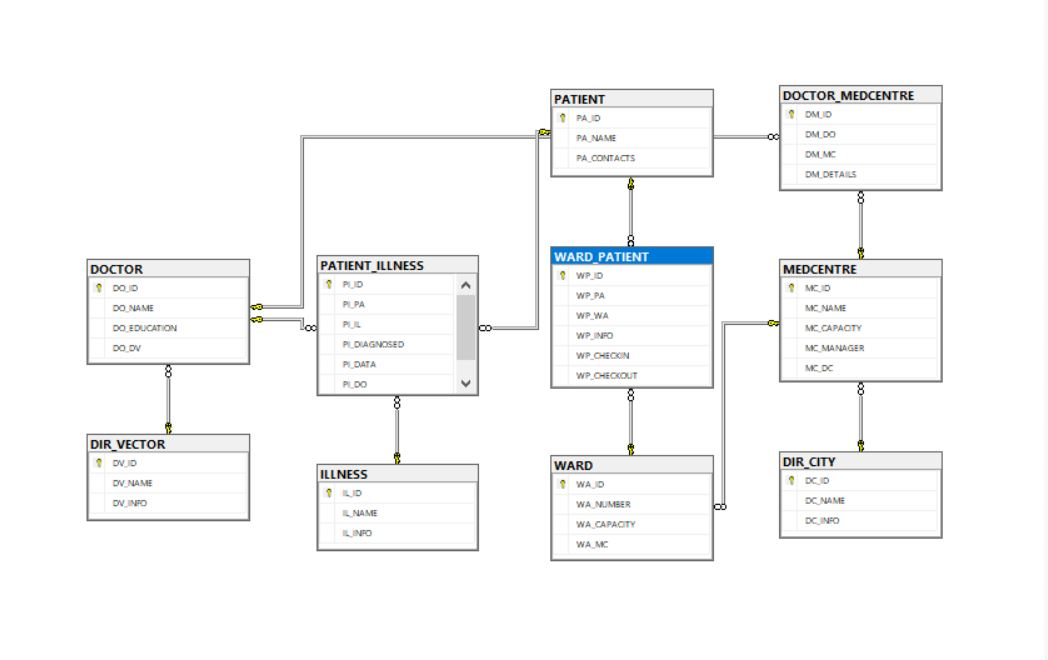 PATIENT
PA_ID
PA_NAME
PA_CONTACTS
DOCTOR_MEDCENTRE
DM_ID
DM_DO
DM_MC
DM_DETAILS
DOCTOR
DO_ID
DO_NAME
DO_EDUCATION
DO_DV
PATIENT_ILLNESS
PI_ID
PI_PA
PI_IL
PI_DIAGNOSED
PI_DATA
PI_DO
WARD_PATIENT
WP_ID
WP_PA
WP_WA
WP_INFO
WP_CHECKIN
WP_CHECKOUT
MEDCENTRE
MC_ID
MC_NAME
MC_CAPACITY
MC_MANAGER
MC_DC
DIR_VECTOR
DV_ID
DV_NAME
DV_INFO
ILLNESS
IL_ID
IL_NAME
IL_INFO
WARD
WA_ID
WA_NUMBER
WA_CAPACITY
WA_MC
DIR_CITY
DC_ID
DC_NAME
DC_INFO